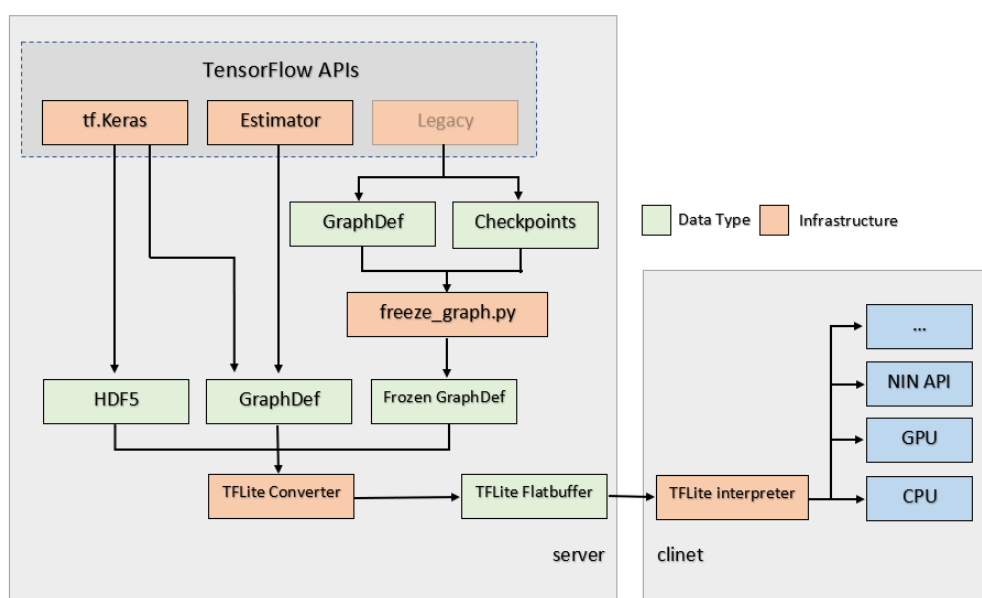 TensorFlow APIs
tf.Keras
Estimator
Legacy
GraphDef
Checkpoints
Data Type
Infrastructure
freeze_graph.py
...
NIN API
HDF5
GraphDef
Frozen GraphDef
GPU
TFLite Converter
TFLite Flatbuffer
TFLite interpreter
CPU
server
clinet